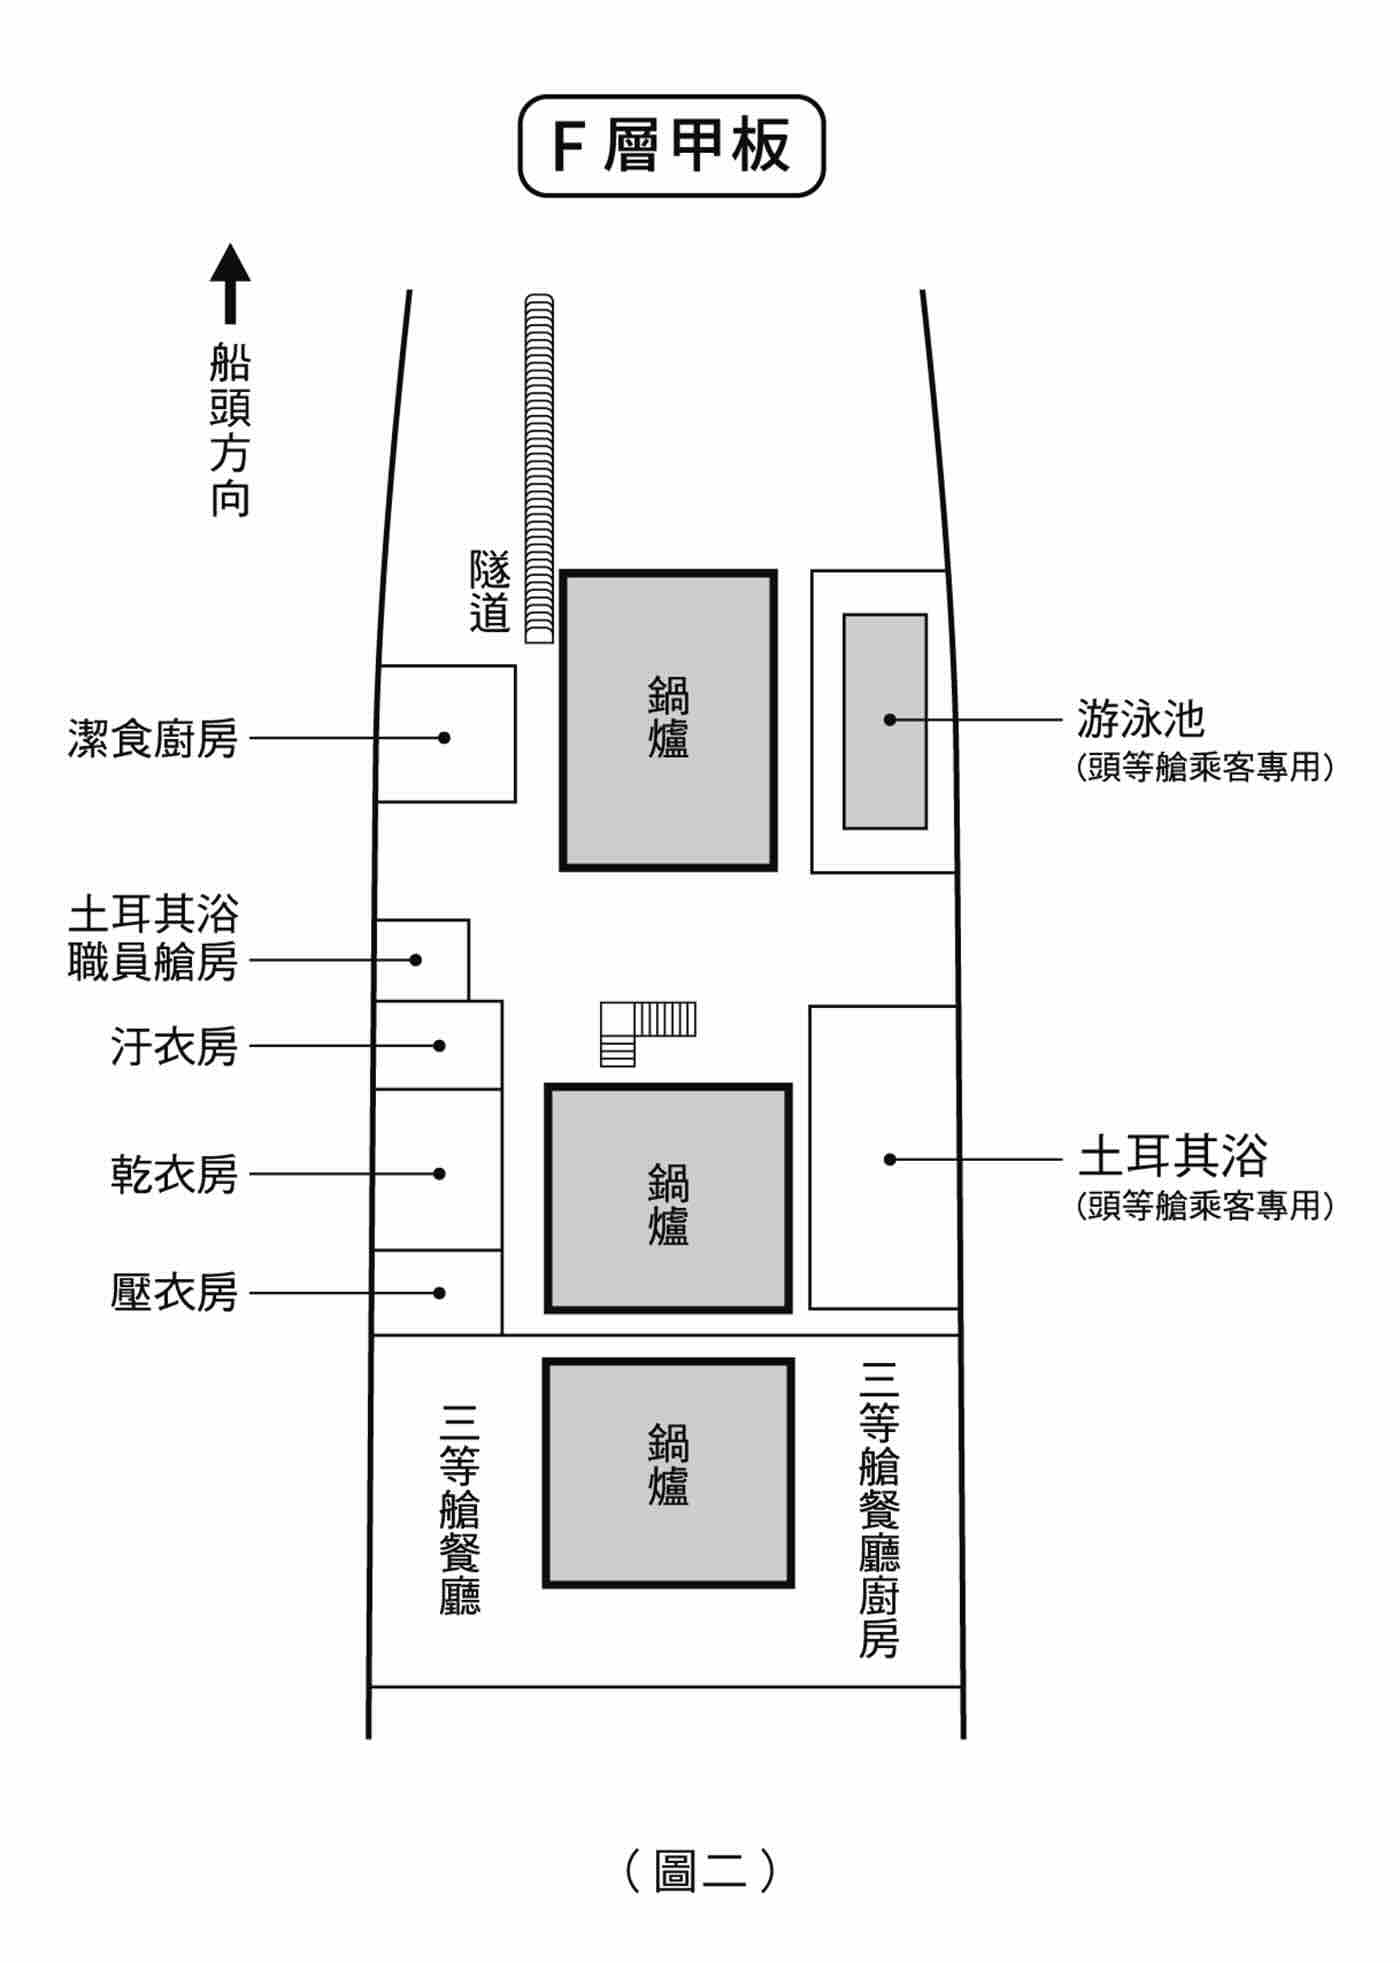 F 層甲板
船頭方向
隧道
鍋爐
潔食廚房
游泳池
(頭等艙乘客專用)
土耳其浴
職員艙房
汙衣房
乾衣房
壓衣房
鍋爐
土耳其浴
(頭等艙乘客專用)
三等艙餐廳
鍋爐
三等艙餐廳廚房
(圖二)